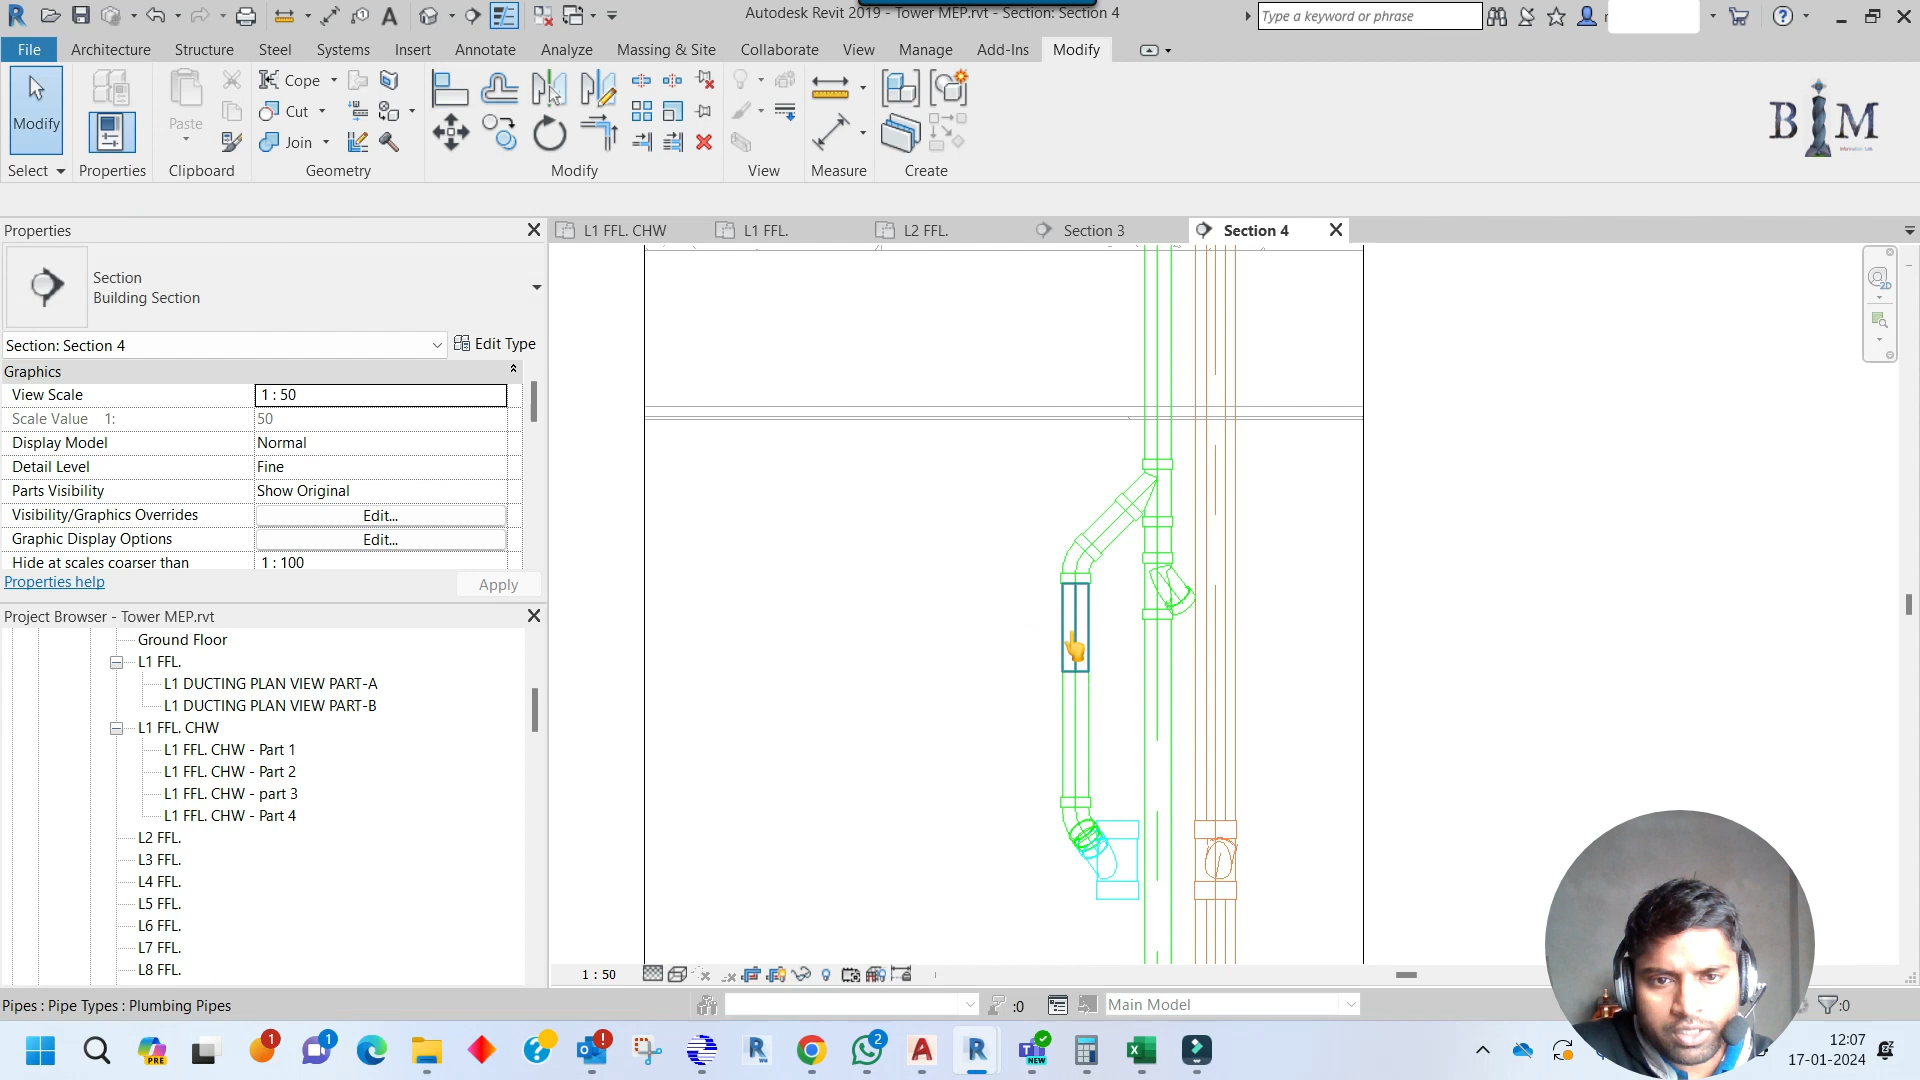 Autodesk Revit 2019 - Tower MEP.rvt - Section: Section 4
Type a keyword or phrase
File Architecture Structure Steel Systems Insert Annotate Analyze Massing & Site Collaborate View Manage Add-Ins Modify
Modify
Paste
Cope
Cut
Join
Select Properties Clipboard Geometry Modify View Measure Create
BIM
Properties
L1 FFL. CHW
L1 FFL.
L2 FFL.
Section 3
Section 4
Section
Building Section
Section: Section 4
Edit Type
Graphics
View Scale 1 : 50
Scale Value 1: 50
Display Model Normal
Detail Level Fine
Parts Visibility Show Original
Visibility/Graphics Overrides Edit...
Graphic Display Options Edit...
Hide at scales coarser than 1 : 100
Properties help
Apply
Project Browser - Tower MEP.rvt
Ground Floor
L1 FFL.
L1 DUCTING PLAN VIEW PART-A
L1 DUCTING PLAN VIEW PART-B
L1 FFL. CHW
L1 FFL. CHW - Part 1
L1 FFL. CHW - Part 2
L1 FFL. CHW - part 3
L1 FFL. CHW - Part 4
L2 FFL.
L3 FFL.
L4 FFL.
L5 FFL.
L6 FFL.
L7 FFL.
L8 FFL.
2D
1 : 50
Pipes : Pipe Types : Plumbing Pipes
:0
Main Model
:0
PRE
1
1
2
NEW
12:07
17-01-2024